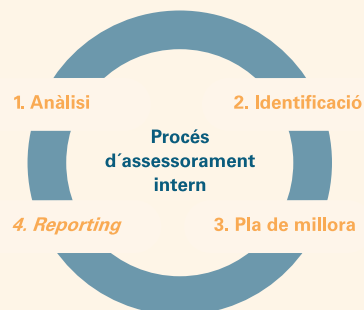 1. Anàlisi
2. Identificació
Procés
d´assessorament
intern
4. Reporting
3. Pla de millora